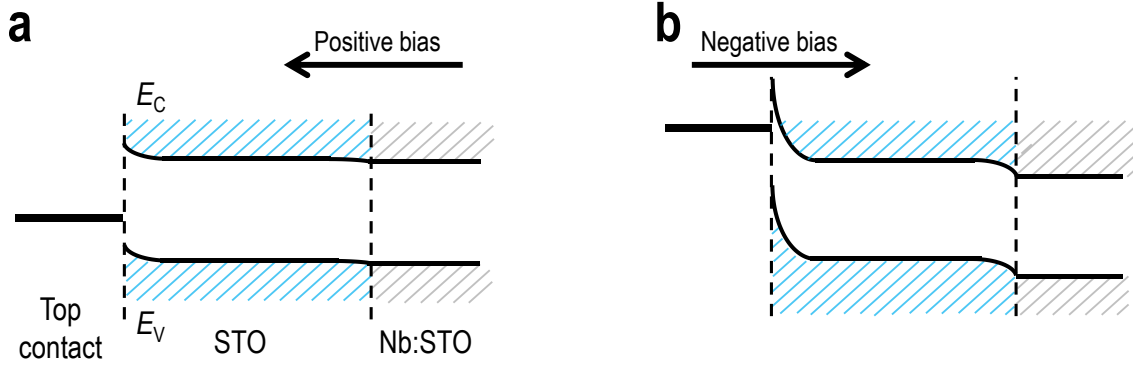 a
Positive bias
E_C
Top
contact
E_V
STO
Nb:STO
b
Negative bias